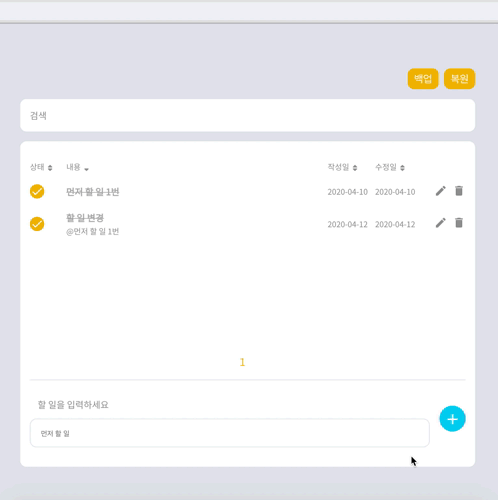 백업 복원
검색
상태 내용 작성일 수정일
먼저 할 일 1번 2020-04-10 2020-04-10
할 일 변경 2020-04-12 2020-04-12
@먼저 할 일 1번
1
할 일을 입력하세요
먼저 할 일